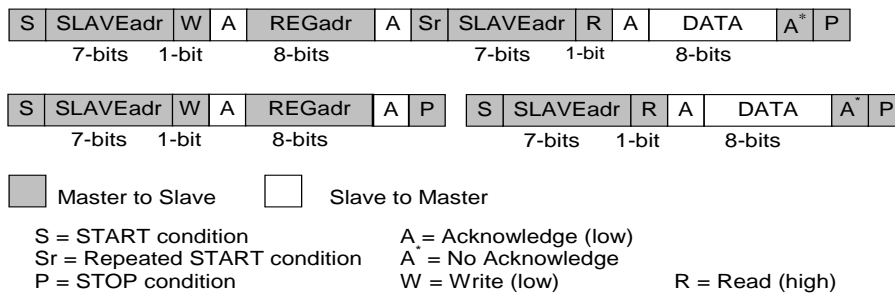 S SLAVEadr W A REGadr A Sr SLAVEadr R A DATA A* P
7-bits 1-bit 8-bits 7-bits 1-bit 8-bits
S SLAVEadr W A REGadr A P S SLAVEadr R A DATA A* P
7-bits 1-bit 8-bits 7-bits 1-bit 8-bits
Master to Slave Slave to Master
S = START condition A = Acknowledge (low)
Sr = Repeated START condition A* = No Acknowledge
P = STOP condition W = Write (low) R = Read (high)